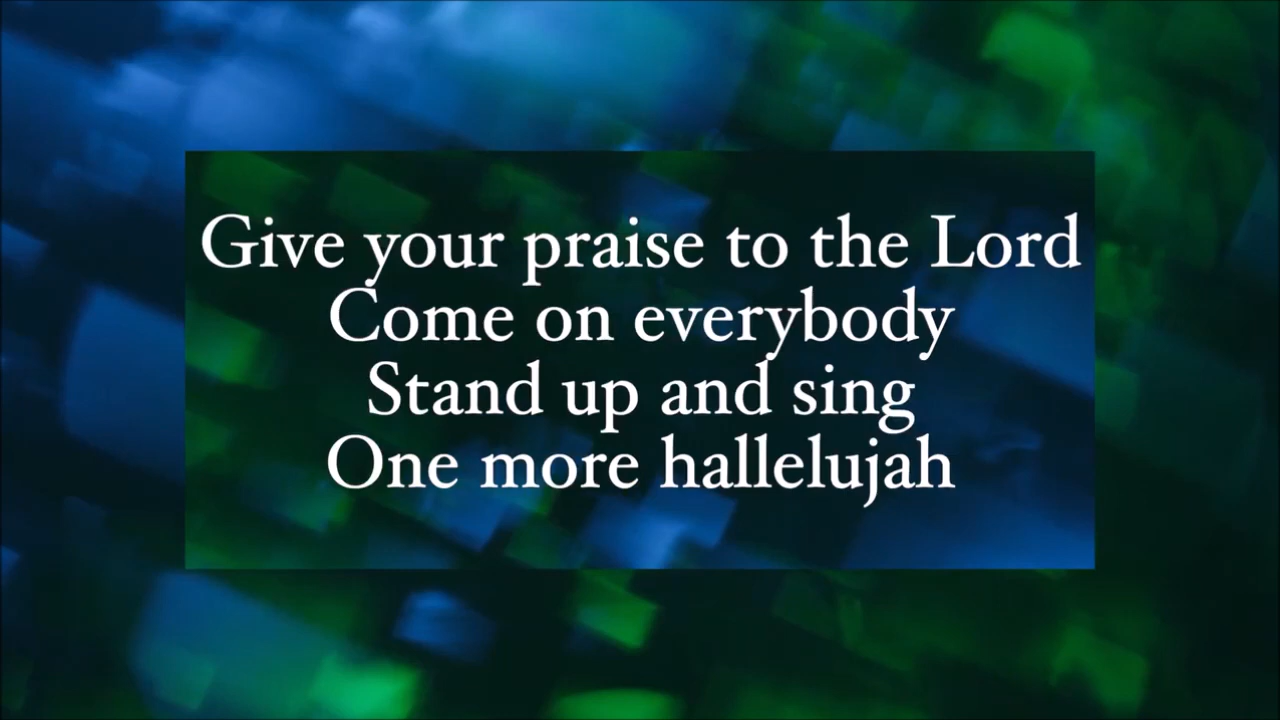 Give your praise to the Lord
Come on everybody
Stand up and sing
One more hallelujah